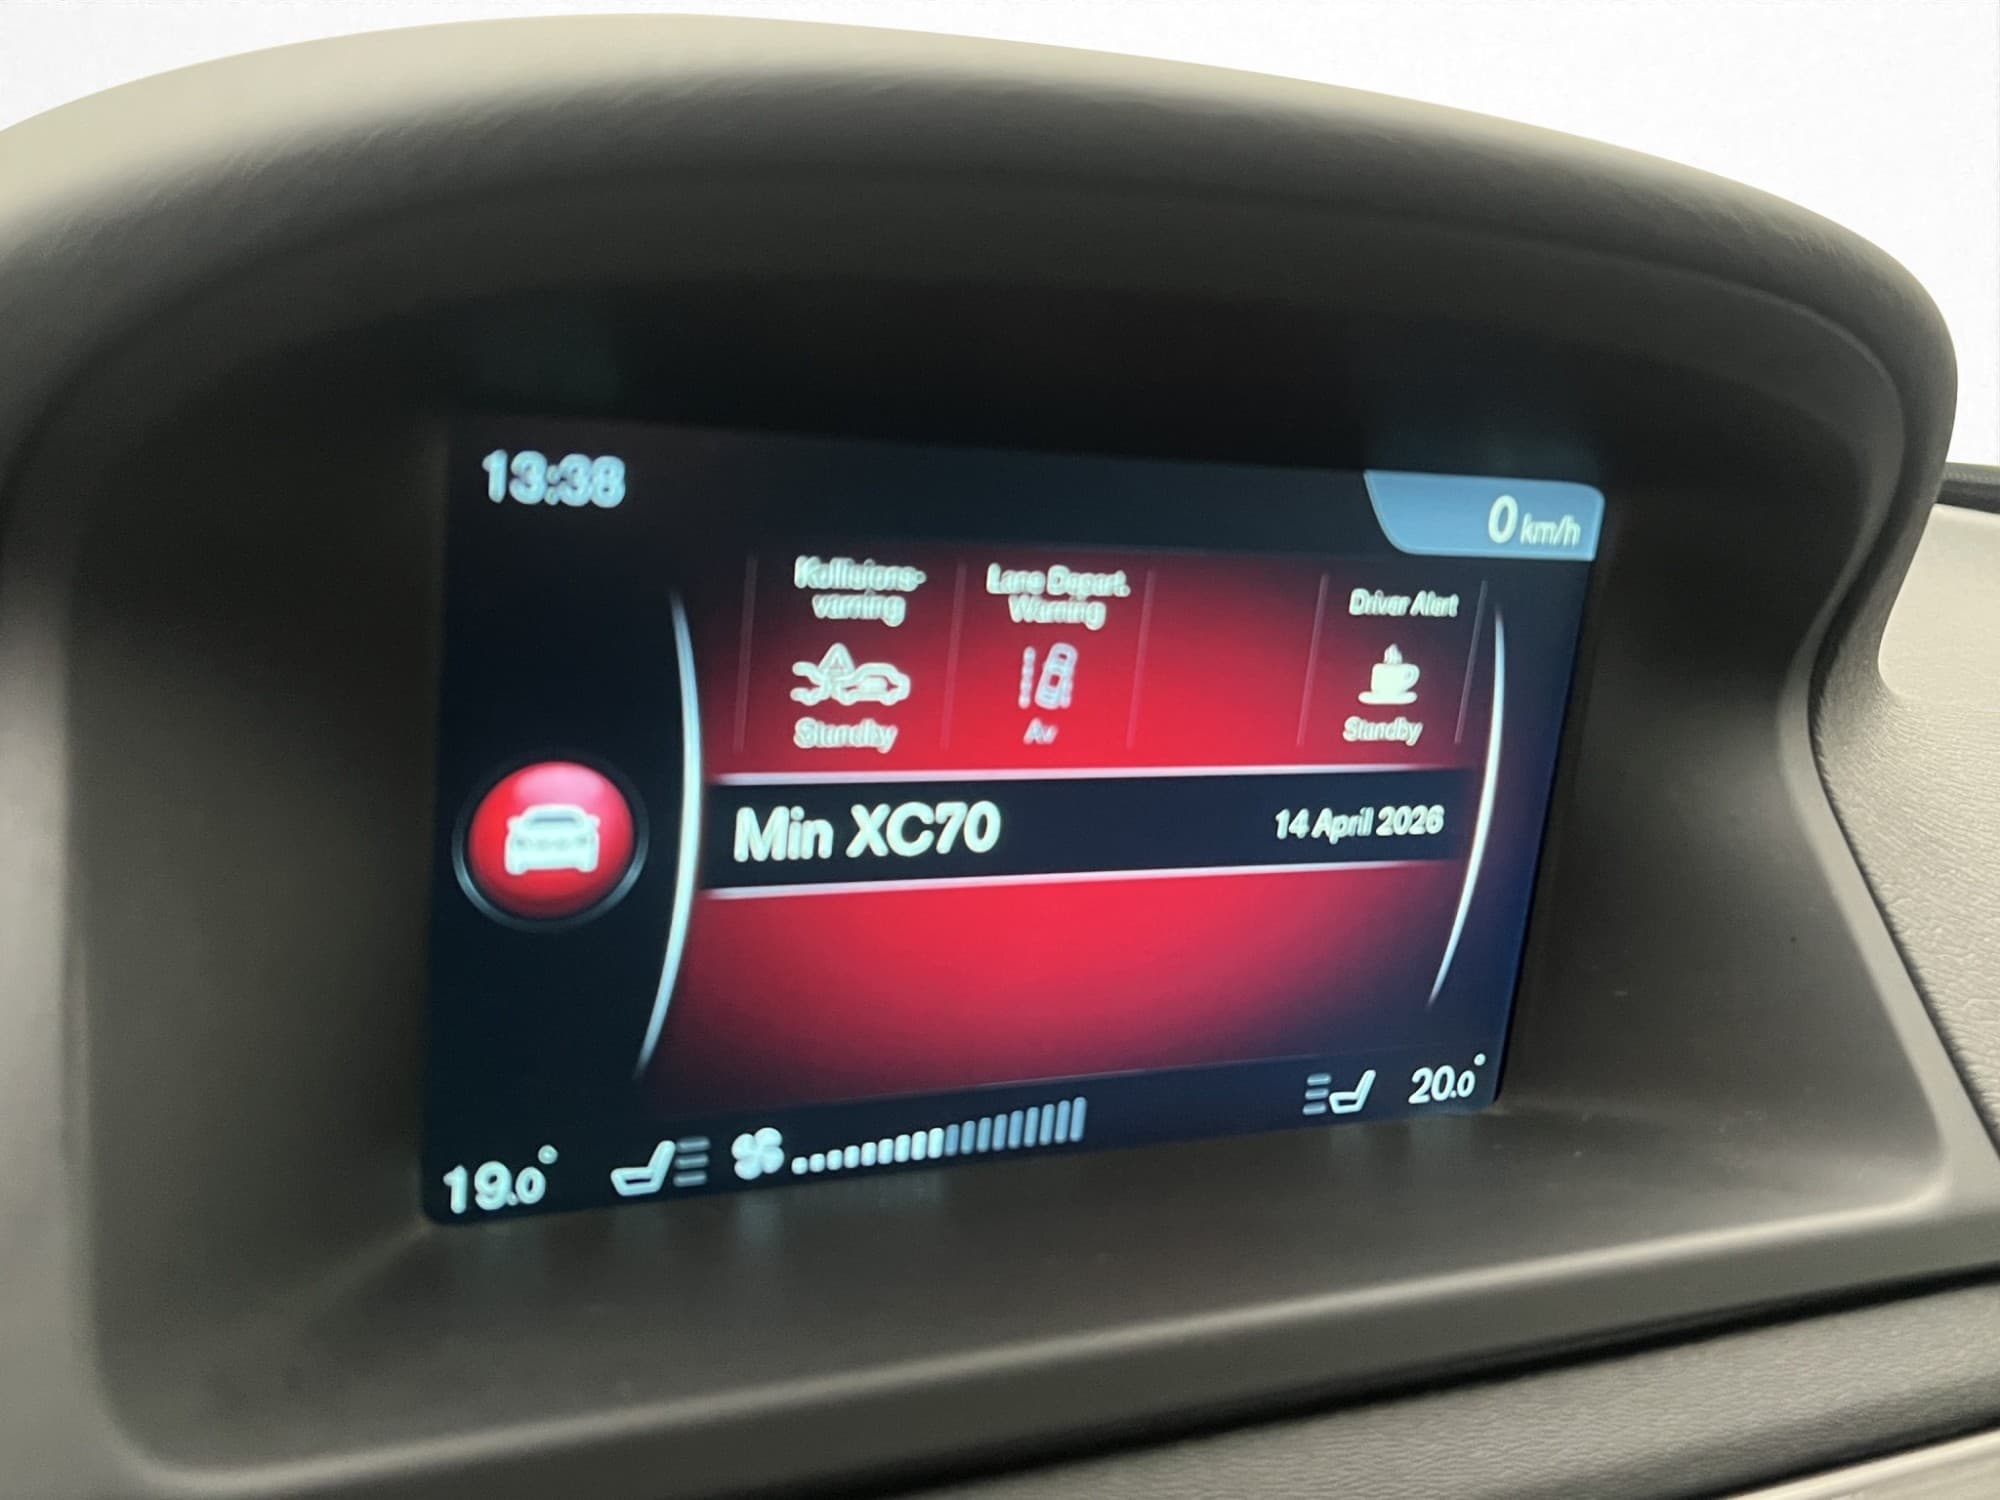 13:38
0 km/h
Kollisions-
varning
Lane Depart.
Warning
Driver Alert
Standby
Av
Standby
Min XC70
14 April 2026
19.0°
20.0°